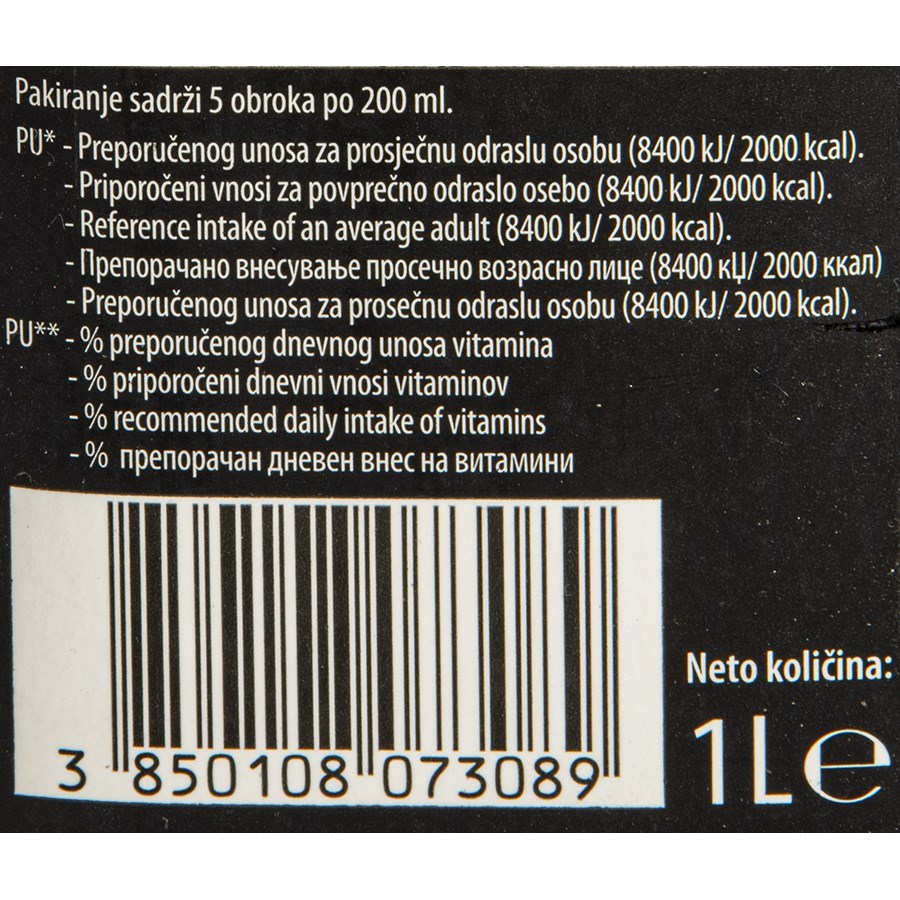 Pakiranje sadrži 5 obroka po 200 ml.
PU* - Preporučenog unosa za prosječnu odraslu osobu (8400 kJ/ 2000 kcal).
- Priporočeni vnosi za povprečno odraslo osebo (8400 kJ/ 2000 kcal).
- Reference intake of an average adult (8400 kJ/ 2000 kcal).
- Препорачано внесување просечно возрасно лице (8400 кЏ/ 2000 ккал)
- Preporučenog unosa za prosečnu odraslu osobu (8400 kJ/ 2000 kcal).
PU** - % preporučenog dnevnog unosa vitamina
- % priporočeni dnevni vnosi vitaminov
- % recommended daily intake of vitamins
- % препорачан дневен внес на витамини
Neto količina:
1L℮
3 850108 073089